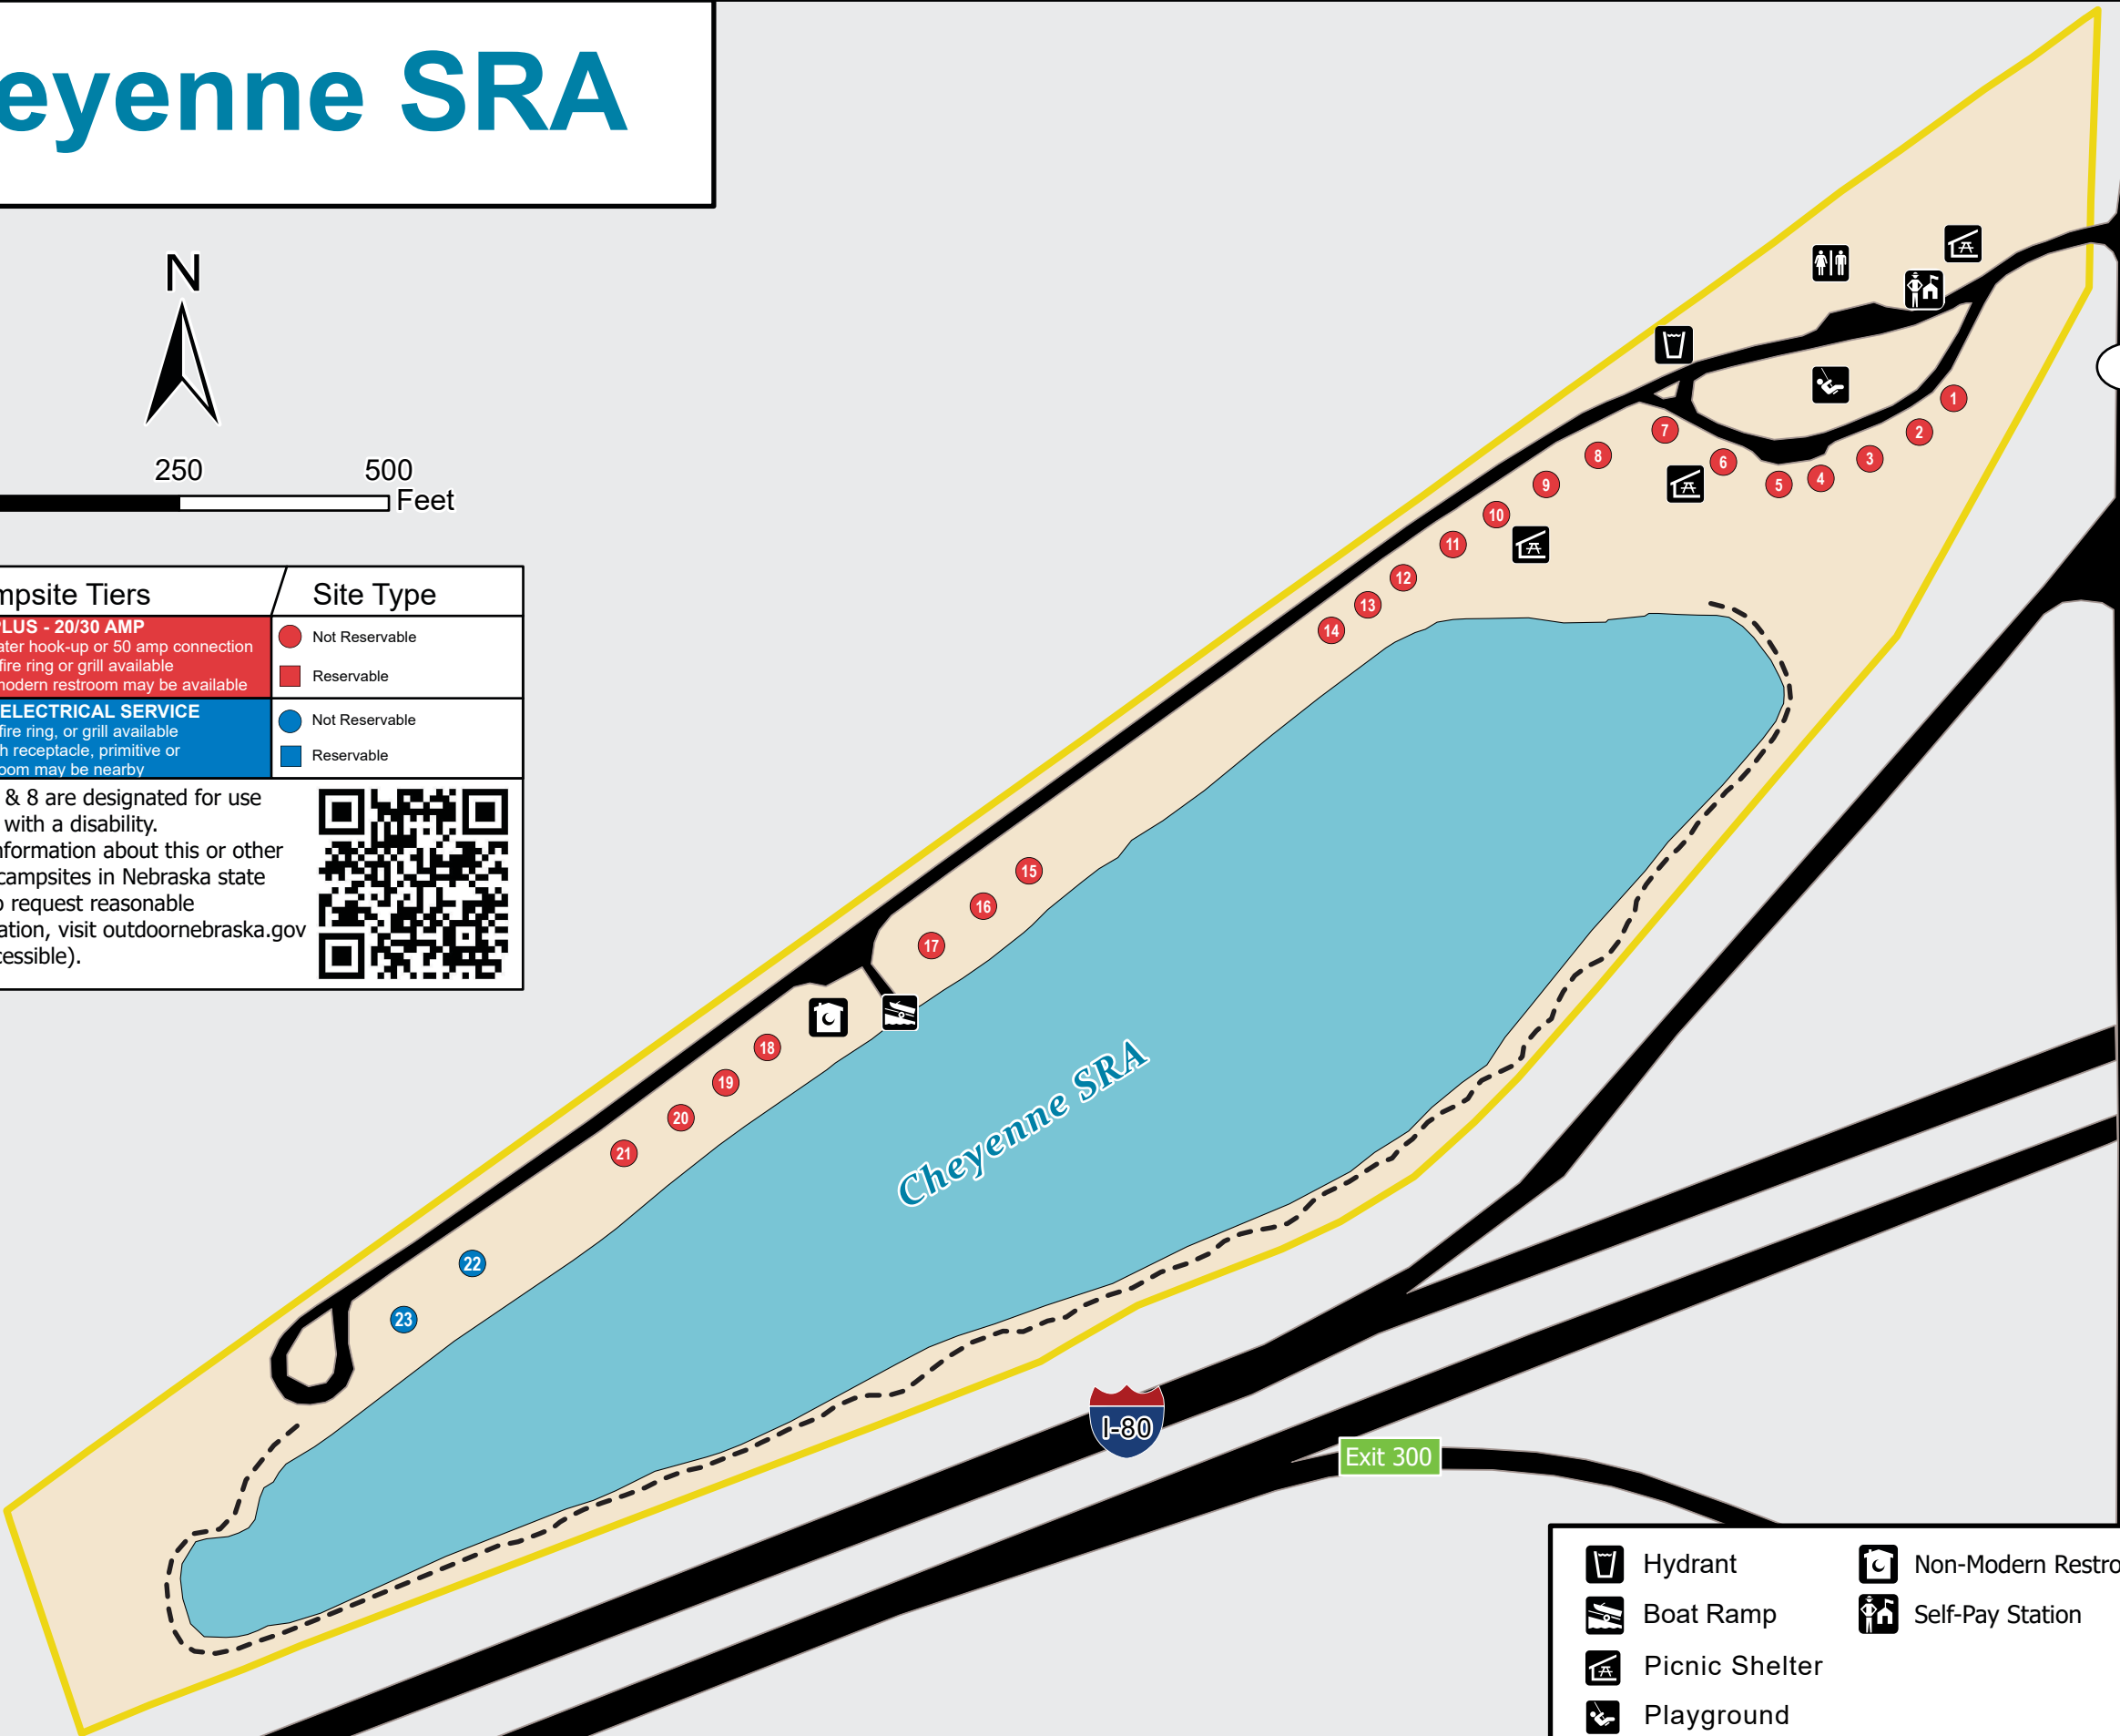 eyenne SRA
N
250 500
Feet
mpsite Tiers Site Type
PLUS - 20/30 AMP
ater hook-up or 50 amp connection
fire ring or grill available
modern restroom may be available
Not Reservable
Reservable
ELECTRICAL SERVICE
fire ring, or grill available
h receptacle, primitive or
oom may be nearby
Not Reservable
Reservable
& 8 are designated for use
with a disability.
nformation about this or other
campsites in Nebraska state
o request reasonable
ation, visit outdoornebraska.gov
cessible).
1
2
3
4
5
6
7
8
9
10
11
12
13
14
15
16
17
18
19
20
21
22
23
Cheyenne SRA
I-80
Exit 300
Hydrant
Boat Ramp
Picnic Shelter
Playground
Non-Modern Restro
Self-Pay Station